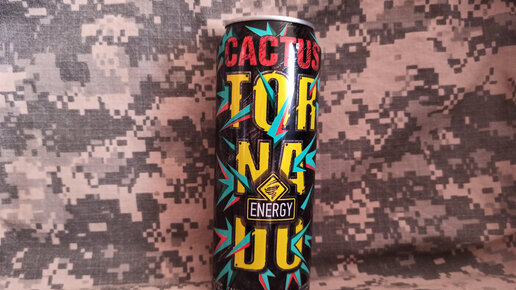 CACTUS
TOR
NA
ENERGY
DO